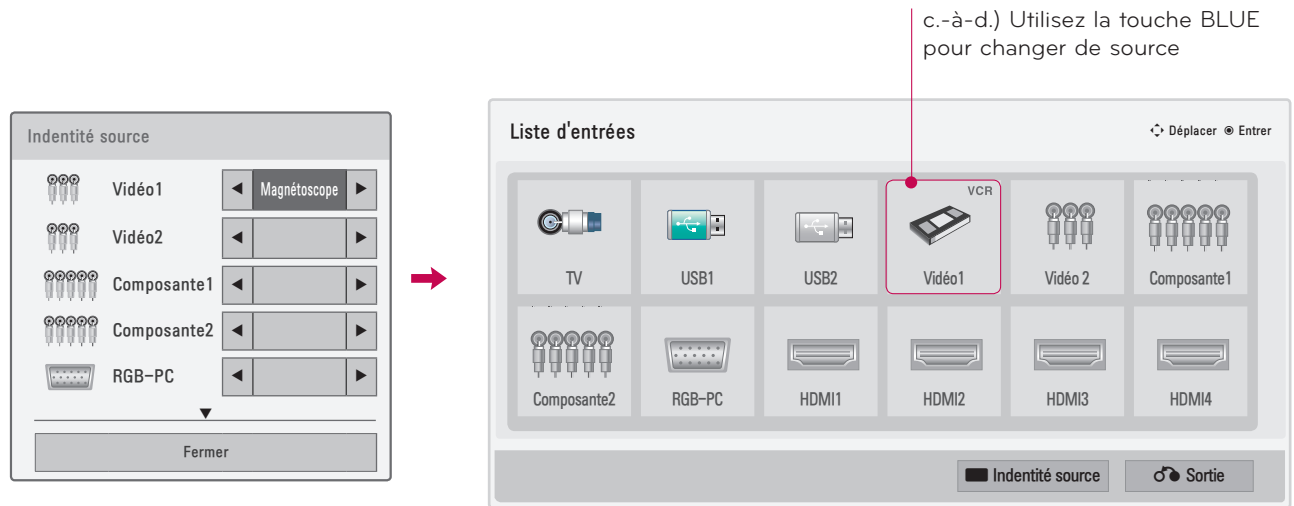 c.-à-d.) Utilisez la touche BLUE
pour changer de source
Indentité source
Vidéo1 ◀ Magnétoscope ▶
Vidéo2 ◀ ▶
Composante1 ◀ ▶
Composante2 ◀ ▶
RGB-PC ◀ ▶
▼
Fermer
Liste d'entrées
Déplacer ◉ Entrer
VCR
TV USB1 USB2 Vidéo1 Vidéo 2 Composante1
Composante2 RGB-PC HDMI1 HDMI2 HDMI3 HDMI4
Indentité source Sortie